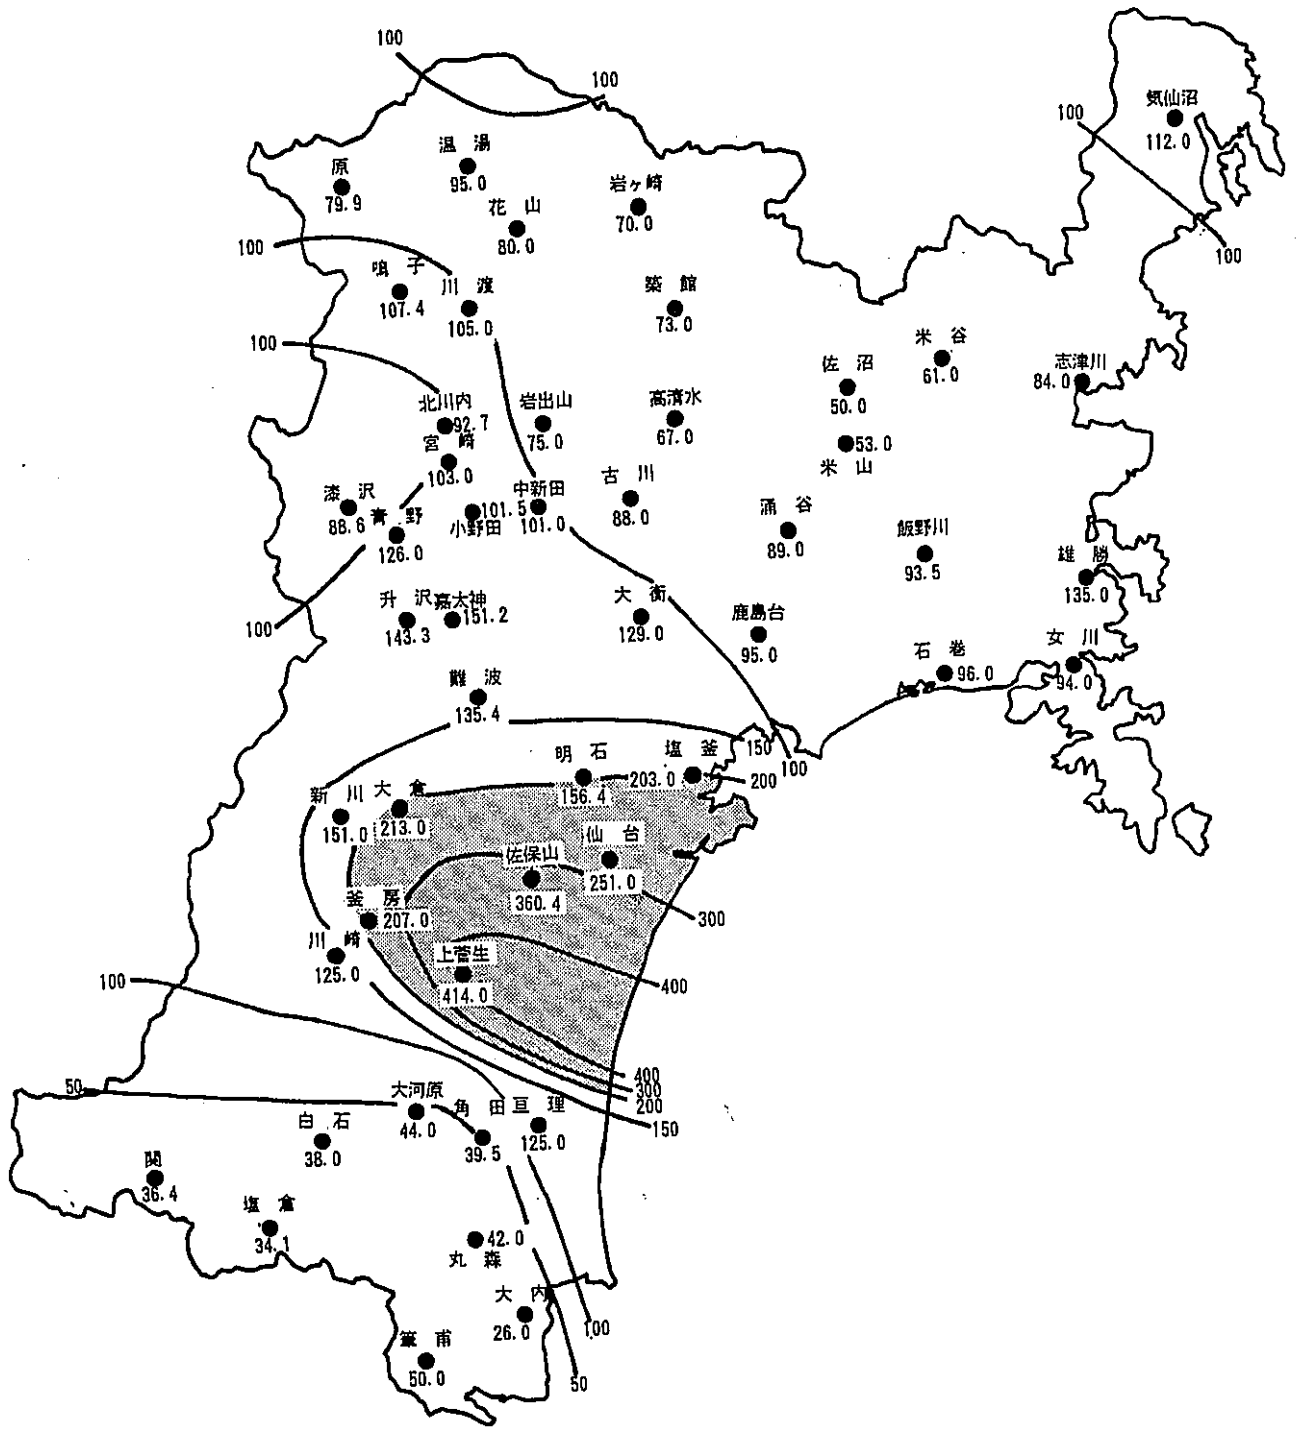 100
100
気仙沼
112.0
100
100
温湯
95.0
原
79.9
岩ヶ崎
70.0
花山
80.0
100
鳴子
107.4
川渡
105.0
築館
73.0
100
米谷
61.0
佐沼
50.0
志津川
84.0
北川内
92.7
岩出山
75.0
高清水
67.0
宮崎
103.0
53.0
米山
漆沢
88.6
青野
126.0
101.5
小野田
中新田
101.0
古川
88.0
涌谷
89.0
飯野川
93.5
雄勝
135.0
100
升沢
143.3
嘉太神
151.2
大衡
129.0
鹿島台
95.0
石巻
96.0
女川
94.0
難波
135.4
150
100
明石
156.4
塩釜
203.0
200
新川
151.0
大倉
213.0
仙台
251.0
佐保山
360.4
釜房
207.0
300
川崎
125.0
上菅生
414.0
400
100
400
300
200
150
50
大河原
44.0
角田
39.5
亘理
125.0
白石
38.0
関
36.4
塩倉
34.1
42.0
丸森
大内
26.0
100
筆甫
50.0
50